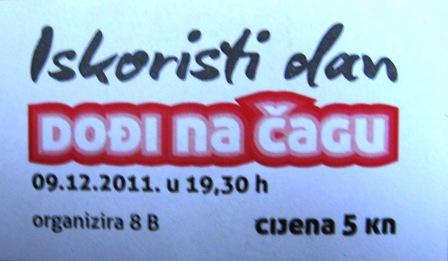 Iskoristi dan
DOĐI NA ČAGU
09.12.2011. u 19,30 h
organizira 8 B
CIJENA 5 KN